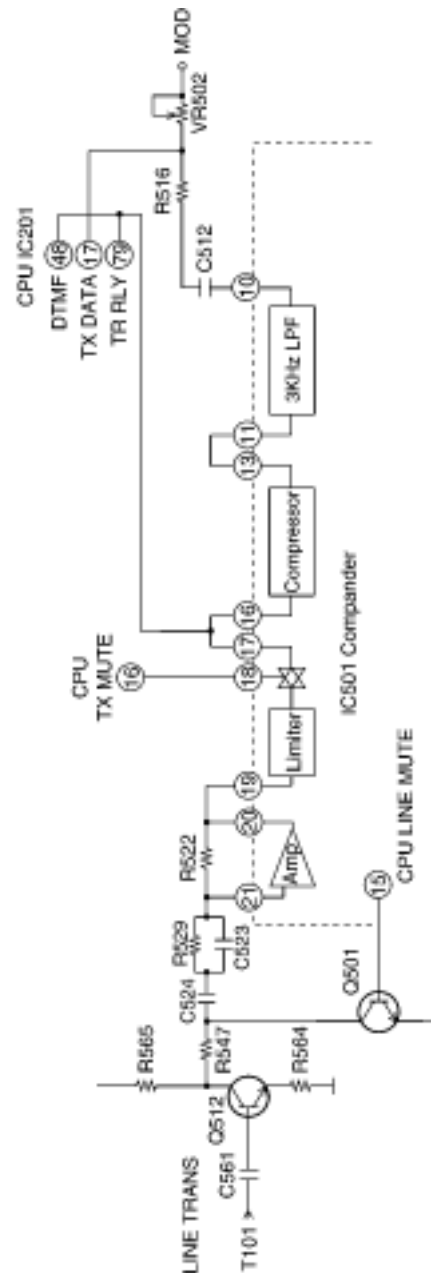 LINE TRANS
T101
C561
Q512
R565
R564
R547
C524
R529
C523
R522
Q501
CPU LINE MUTE
15
21
20
Amp
19
Limiter
CPU
TX MUTE
16
18
17
16
Compressor
IC501 Compander
13
11
3KHz LPF
10
C512
R516
CPU IC201
DTMF 48
TX DATA 17
TR RLY 79
VR502
MOD